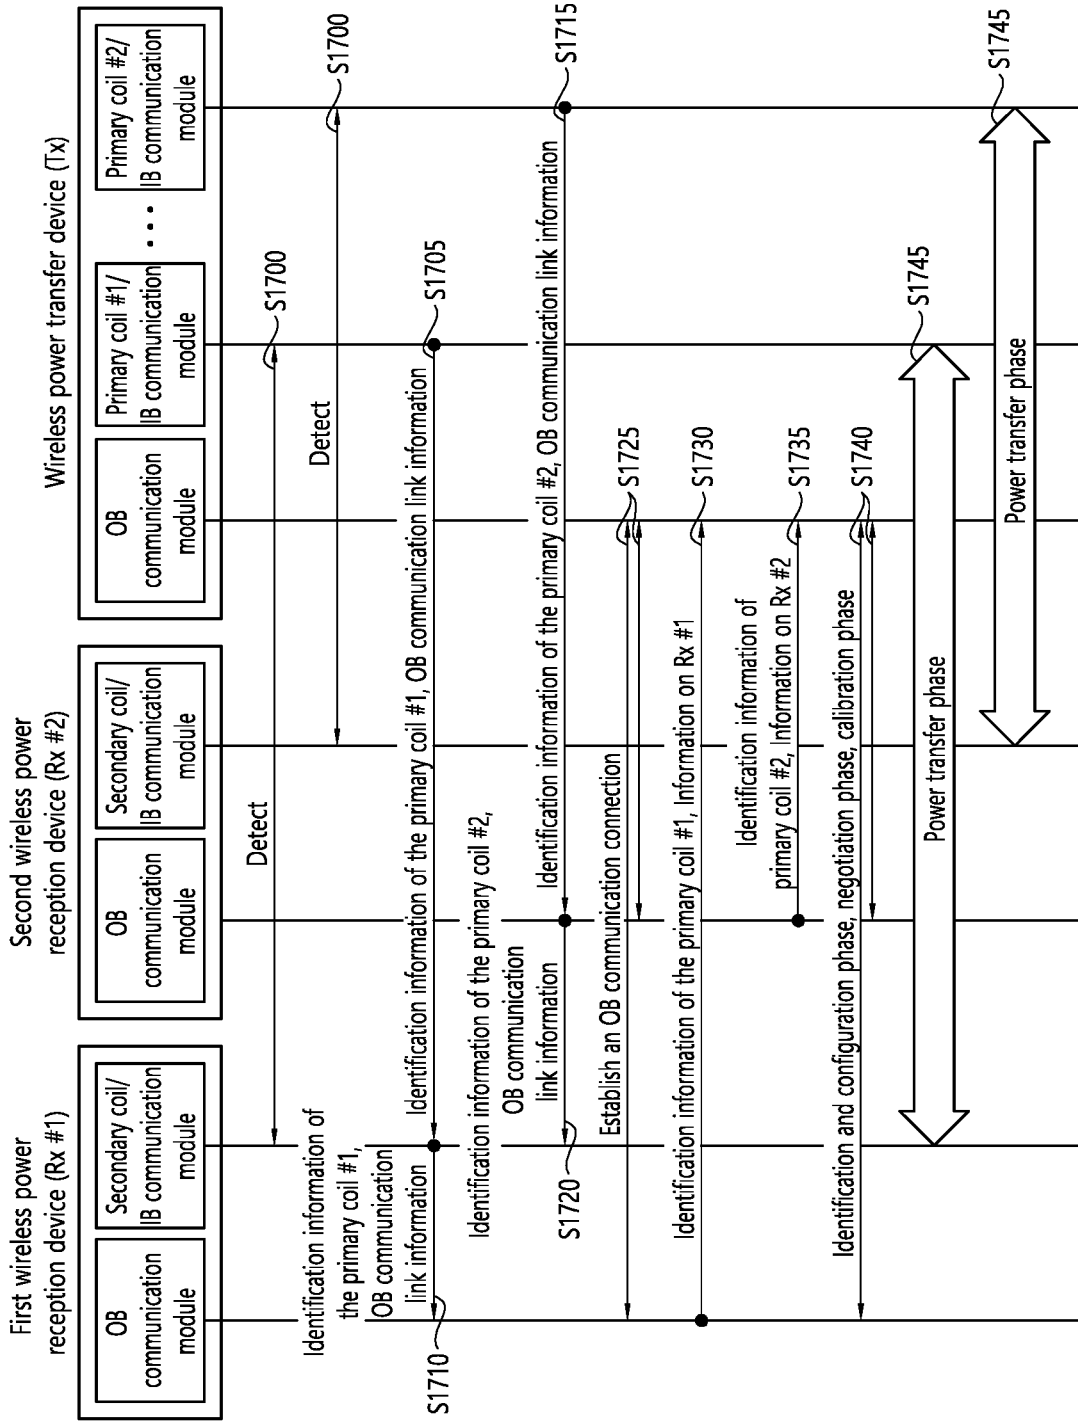 First wireless power
reception device (Rx #1)
Second wireless power
reception device (Rx #2)
Wireless power transfer device (Tx)
OB
communication
module
Secondary coil/
IB communication
module
OB
communication
module
Secondary coil/
IB communication
module
OB
communication
module
Primary coil #1/
IB communication
module
• • •
Primary coil #2/
IB communication
module
Detect
S1700
Detect
S1700
Identification information of
the primary coil #1,
OB communication
link information
S1710
Identification information of the primary coil #1, OB communication link information
S1705
Identification information of the primary coil #2,
OB communication
link information
S1720
Identification information of the primary coil #2, OB communication link information
S1715
Establish an OB communication connection
S1725
Identification information of the primary coil #1, Information on Rx #1
S1730
Identification information of
primary coil #2, Information on Rx #2
S1735
Identification and configuration phase, negotiation phase, calibration phase
S1740
Power transfer phase
S1745
Power transfer phase
S1745